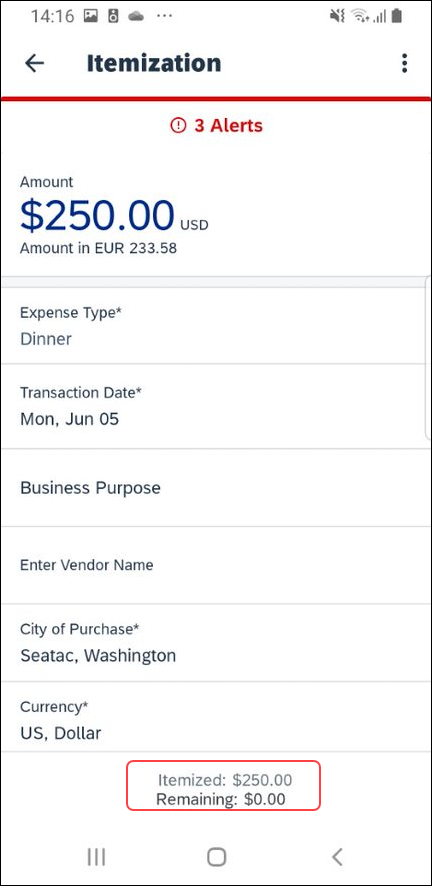 14:16
Itemization
3 Alerts
Amount
$250.00 USD
Amount in EUR 233.58
Expense Type*
Dinner
Transaction Date*
Mon, Jun 05
Business Purpose
Enter Vendor Name
City of Purchase*
Seatac, Washington
Currency*
US, Dollar
Itemized: $250.00
Remaining: $0.00